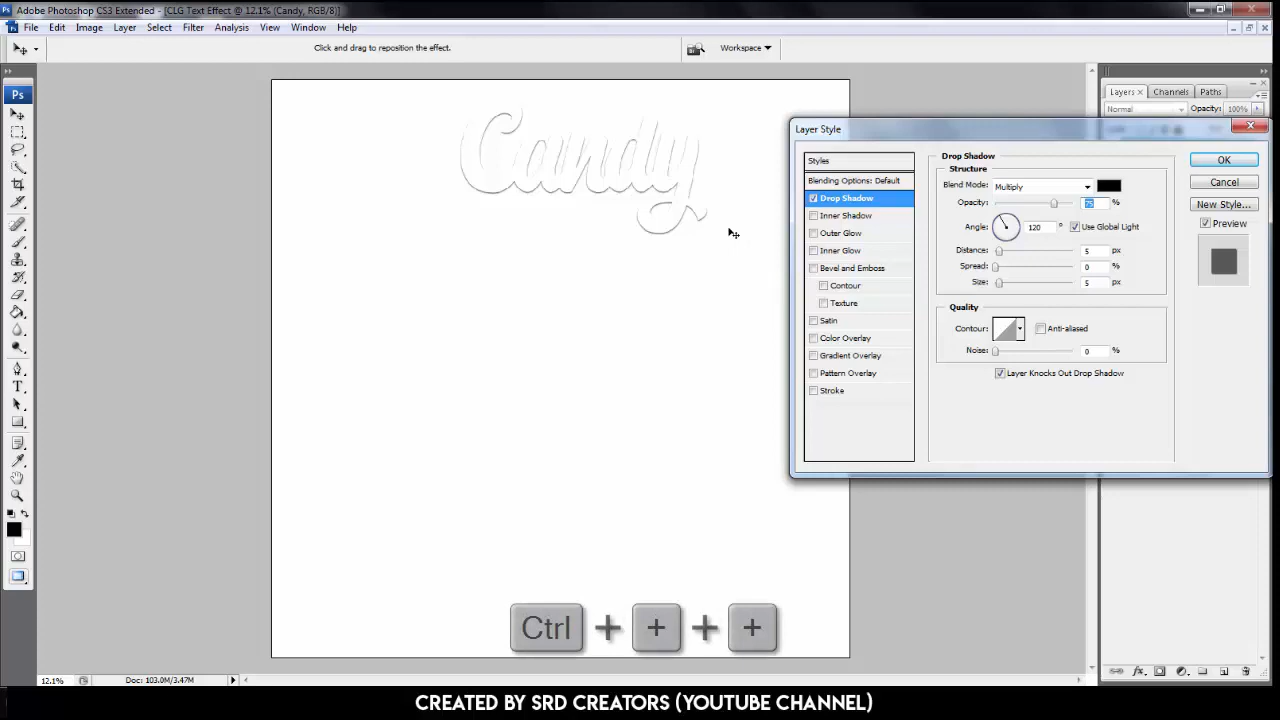 Adobe Photoshop CS3 Extended - [CLG Text Effect @ 12.1% (Candy, RGB/8)]
File Edit Image Layer Select Filter Analysis View Window Help
Click and drag to reposition the effect.
Workspace
Ps
Layers Channels Paths
Normal Opacity: 100%
Candy
Layer Style
Styles
Blending Options: Default
Drop Shadow
Inner Shadow
Outer Glow
Inner Glow
Bevel and Emboss
Contour
Texture
Satin
Color Overlay
Gradient Overlay
Pattern Overlay
Stroke
Drop Shadow
Structure
Blend Mode: Multiply
Opacity: 75 %
Angle: 120 ° Use Global Light
Distance: 5 px
Spread: 0 %
Size: 5 px
Quality
Contour: Anti-aliased
Noise: 0 %
Layer Knocks Out Drop Shadow
OK
Cancel
New Style...
Preview
Ctrl + + + +
12.1% Doc: 103.0M/3.47M
CREATED BY SRD CREATORS (YOUTUBE CHANNEL)